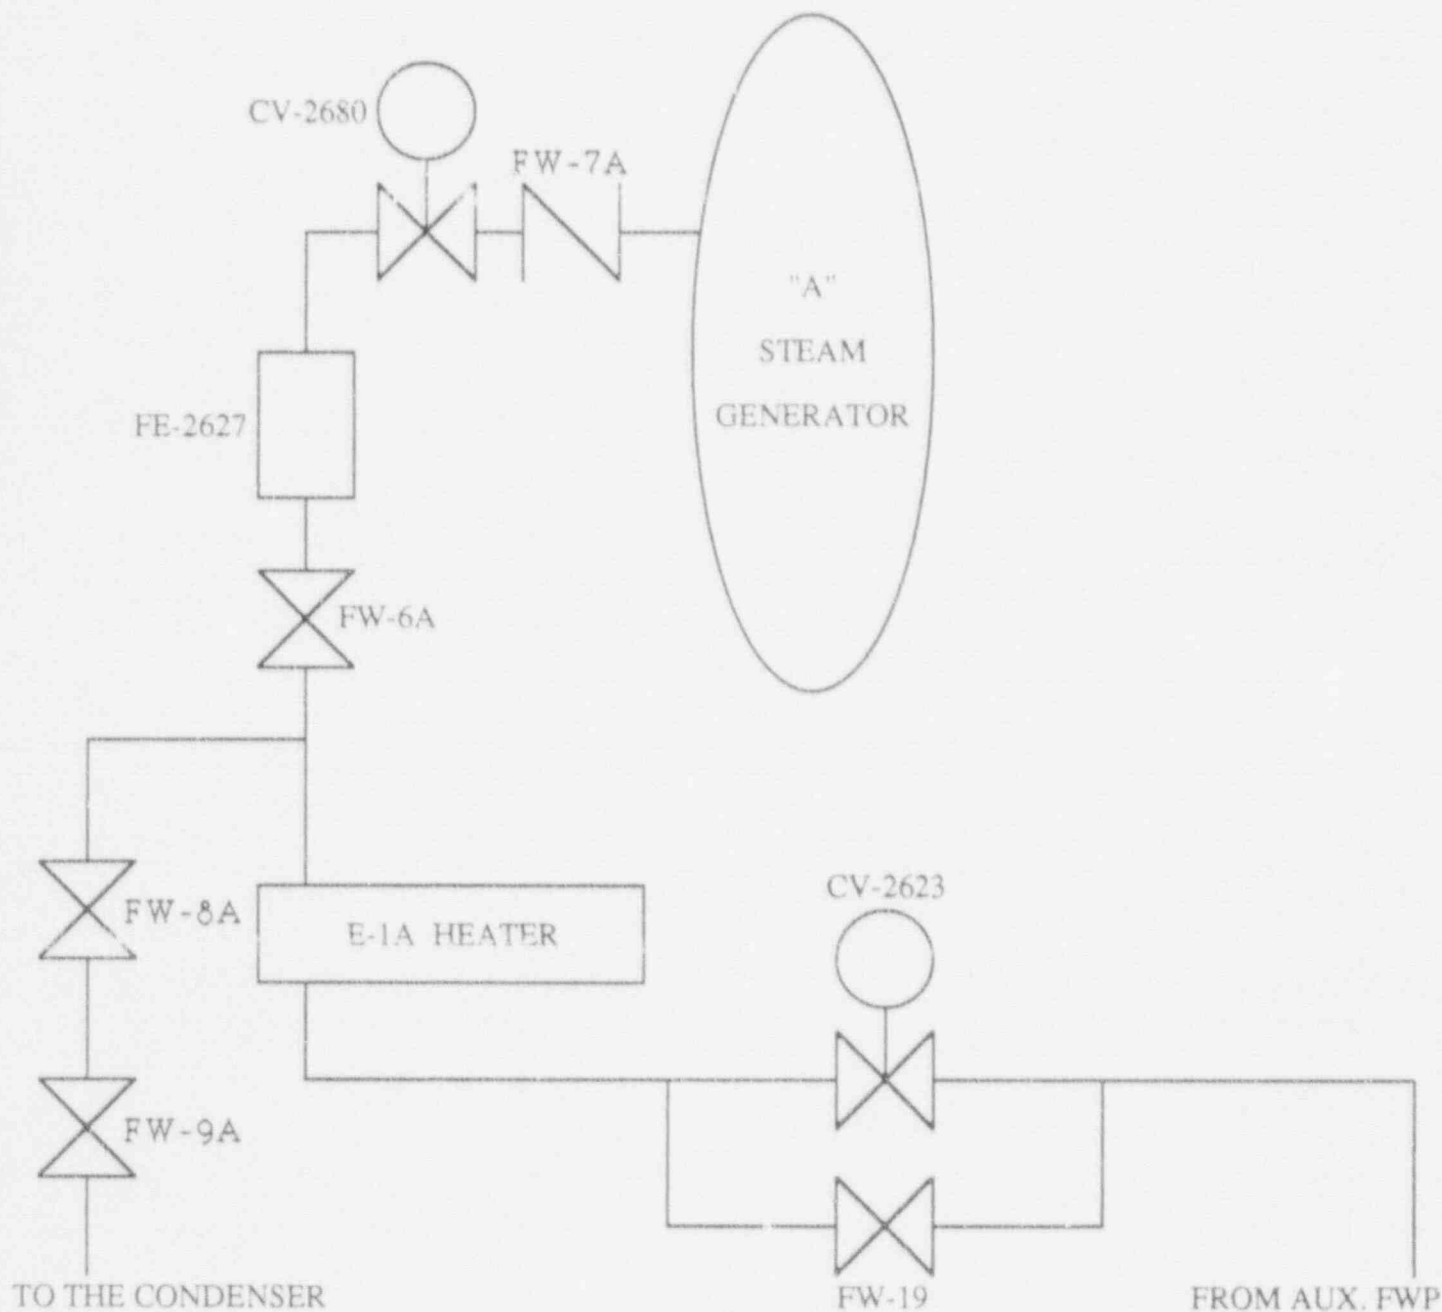 CV-2680
FW-7A
"A"
STEAM
GENERATOR
FE-2627
FW-6A
CV-2623
FW-8A
E-1A HEATER
FW-9A
TO THE CONDENSER
FW-19
FROM AUX. FWP